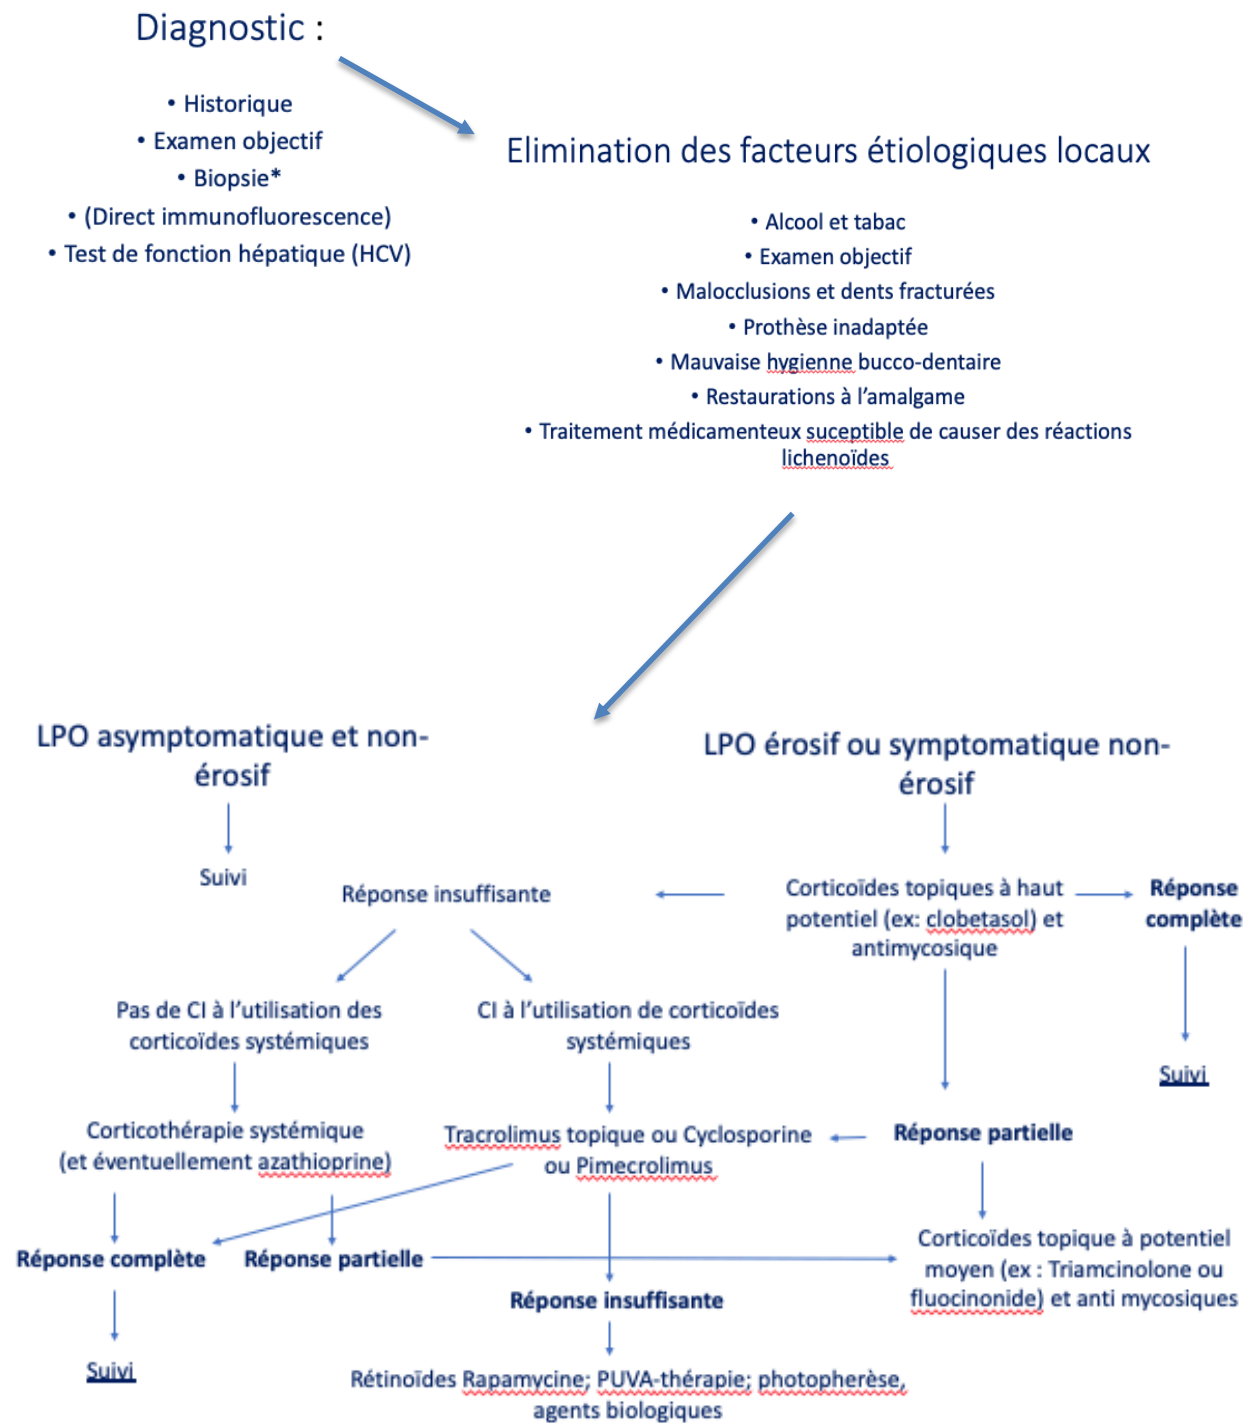 Diagnostic :
• Historique
• Examen objectif
• Biopsie*
• (Direct immunofluorescence)
• Test de fonction hépatique (HCV)
Elimination des facteurs étiologiques locaux
• Alcool et tabac
• Examen objectif
• Malocclusions et dents fracturées
• Prothèse inadaptée
• Mauvaise hygienne bucco-dentaire
• Restaurations à l’amalgame
• Traitement médicamenteux suceptible de causer des réactions
lichenoïdes
LPO asymptomatique et non-
érosif
Suivi
LPO érosif ou symptomatique non-
érosif
Corticoïdes topiques à haut
potentiel (ex: clobetasol) et
antimycosique
Réponse
complète
Suivi
Réponse insuffisante
Pas de CI à l’utilisation des
corticoïdes systémiques
CI à l’utilisation de corticoïdes
systémiques
Corticothérapie systémique
(et éventuellement azathioprine)
Tracrolimus topique ou Cyclosporine
ou Pimecrolimus
Réponse partielle
Réponse complète
Réponse partielle
Corticoïdes topique à potentiel
moyen (ex : Triamcinolone ou
fluocinonide) et anti mycosiques
Réponse insuffisante
Suivi
Rétinoïdes Rapamycine; PUVA-thérapie; photopherèse,
agents biologiques